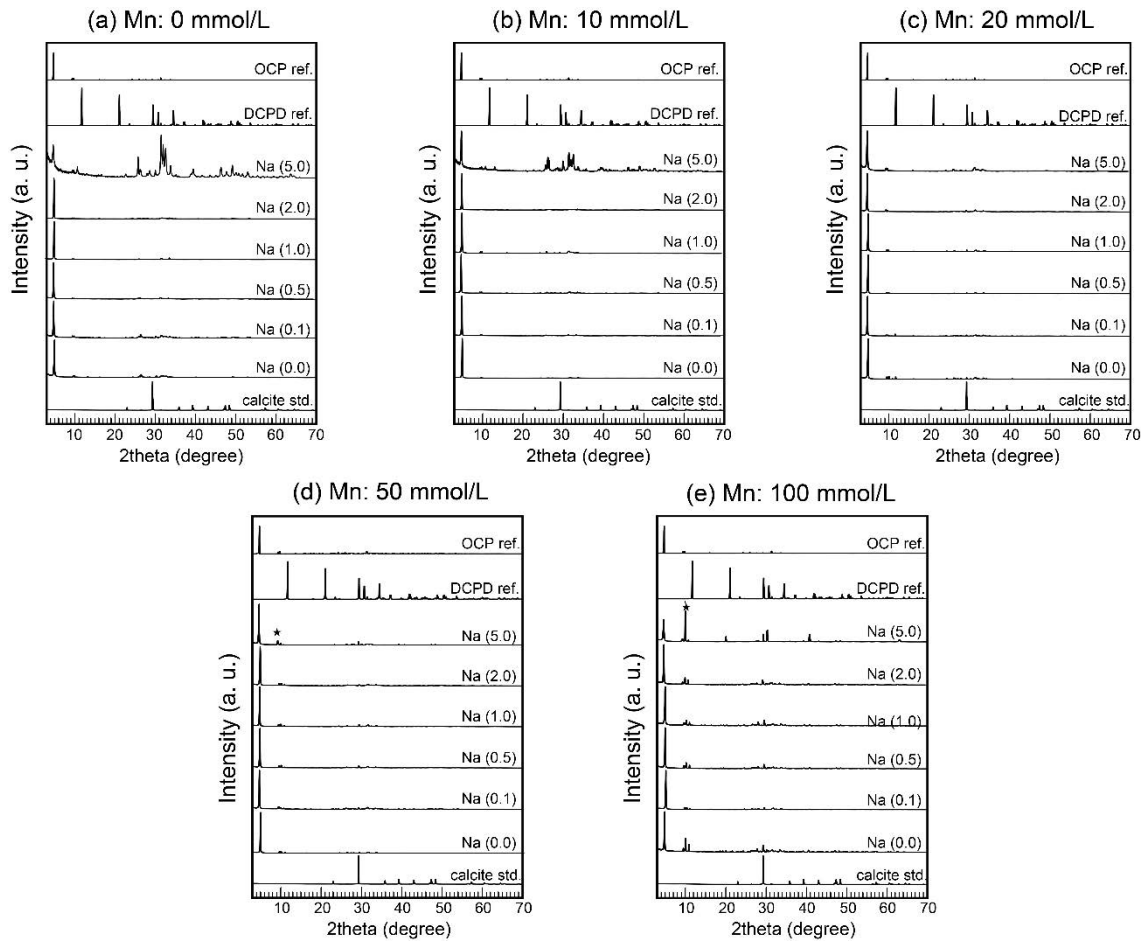 (a) Mn: 0 mmol/L
Intensity (a. u.)
OCP ref.
DCPD ref.
Na (5.0)
Na (2.0)
Na (1.0)
Na (0.5)
Na (0.1)
Na (0.0)
calcite std.
10 20 30 40 50 60 70
2theta (degree)
(b) Mn: 10 mmol/L
Intensity (a. u.)
OCP ref.
DCPD ref.
Na (5.0)
Na (2.0)
Na (1.0)
Na (0.5)
Na (0.1)
Na (0.0)
calcite std.
10 20 30 40 50 60 70
2theta (degree)
(c) Mn: 20 mmol/L
Intensity (a. u.)
OCP ref.
DCPD ref.
Na (5.0)
Na (2.0)
Na (1.0)
Na (0.5)
Na (0.1)
Na (0.0)
calcite std.
10 20 30 40 50 60 70
2theta (degree)
(d) Mn: 50 mmol/L
Intensity (a. u.)
OCP ref.
DCPD ref.
★
Na (5.0)
Na (2.0)
Na (1.0)
Na (0.5)
Na (0.1)
Na (0.0)
calcite std.
10 20 30 40 50 60 70
2theta (degree)
(e) Mn: 100 mmol/L
Intensity (a. u.)
OCP ref.
DCPD ref.
★
Na (5.0)
Na (2.0)
Na (1.0)
Na (0.5)
Na (0.1)
Na (0.0)
calcite std.
10 20 30 40 50 60 70
2theta (degree)